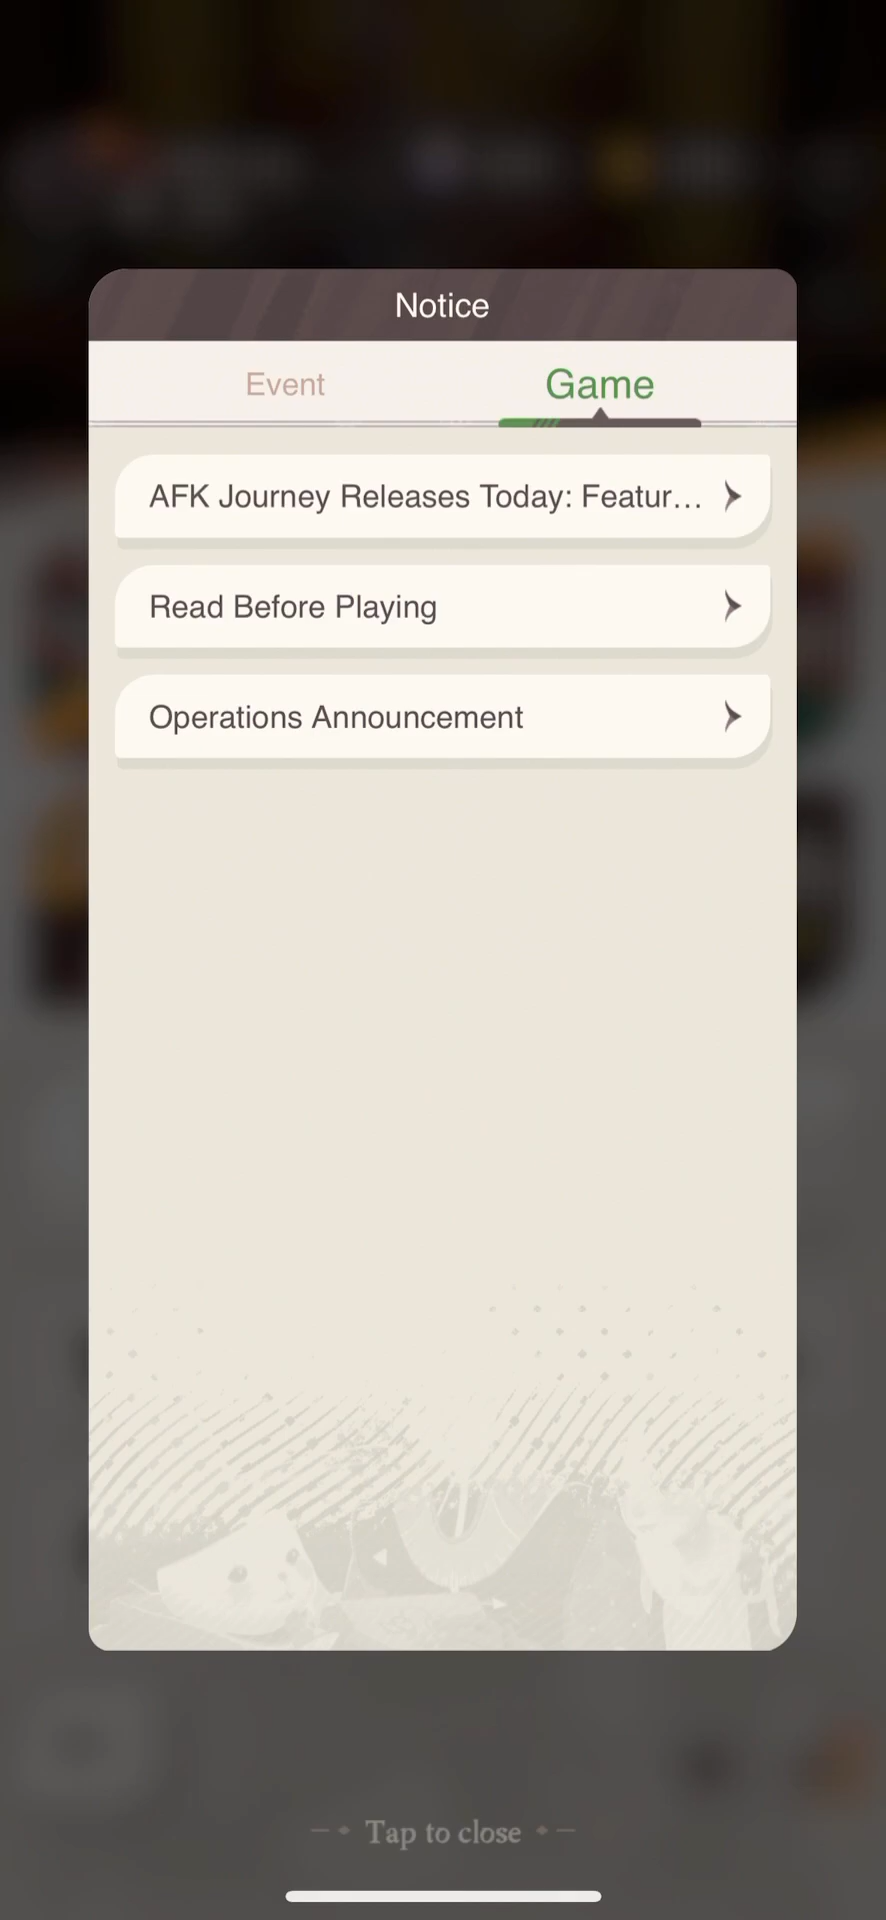 Notice
Event
Game
AFK Journey Releases Today: Featur...
Read Before Playing
Operations Announcement
Tap to close